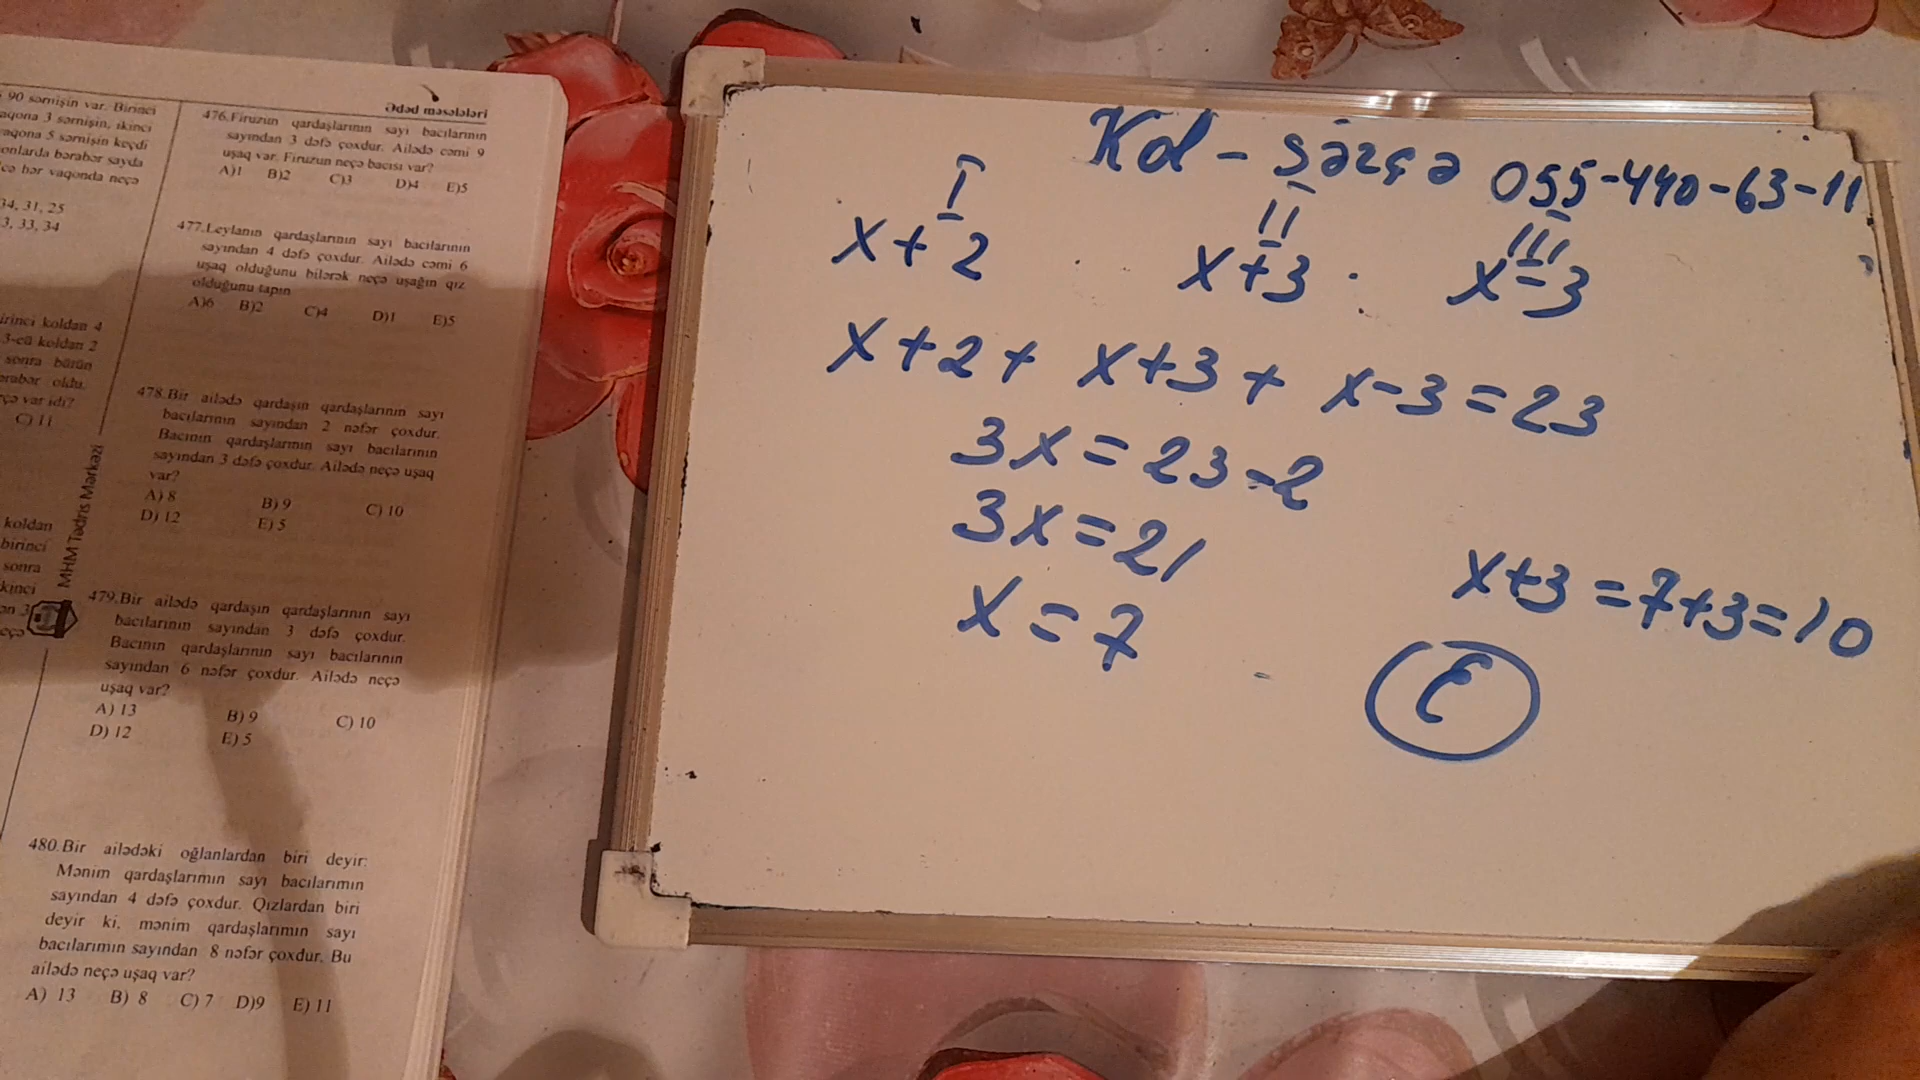 90 sərnişin var. Birinci
vaqona 3 sərnişin, ikinci
vaqona 5 sərnişin keçdi
onlarda bərabər sayda
hər vaqonda neçə
34, 31, 25
3, 33, 34
birinci koldan 4
3-cü koldan 2
sonra bütün
bərabər oldu.
var idi?
C) 11
koldan
birinci
sonra
MHM Tədris Mərkəzi
Ədəd məsələləri
476.Firuzun qardaşlarının sayı bacılarının
sayından 3 dəfə çoxdur. Ailədə cəmi 9
uşaq var. Firuzun neçə bacısı var?
A)1 B)2 C)3 D)4 E)5
477.Leylanın qardaşlarının sayı bacılarının
sayından 4 dəfə çoxdur. Ailədə cəmi 6
uşaq olduğunu bilərək neçə uşağın qız
olduğunu tapın
A)6 B)2 C)4 D)1 E)5
478.Bir ailədə qardaşın qardaşlarının sayı
bacılarının sayından 2 nəfər çoxdur.
Bacının qardaşlarının sayı bacılarının
sayından 3 dəfə çoxdur. Ailədə neçə uşaq
var?
A) 8 B) 9 C) 10
D) 12 E) 5
479.Bir ailədə qardaşın qardaşlarının sayı
bacılarının sayından 3 dəfə çoxdur.
Bacının qardaşlarının sayı bacılarının
sayından 6 nəfər çoxdur. Ailədə neçə
uşaq var?
A) 13 B) 9 C) 10
D) 12 E) 5
480.Bir ailədəki oğlanlardan biri deyir:
Mənim qardaşlarımın sayı bacılarımın
sayından 4 dəfə çoxdur. Qızlardan biri
deyir ki, mənim qardaşlarımın sayı
bacılarımın sayından 8 nəfər çoxdur. Bu
ailədə neçə uşaq var?
A) 13 B) 8 C) 7 D)9 E) 11
Kol - Sərçə 055-440-63-11
I II III
x+2 x+3 x-3
x+2+ x+3+ x-3=23
3x=23-2
3x=21
x=7
x+3=7+3=10
E